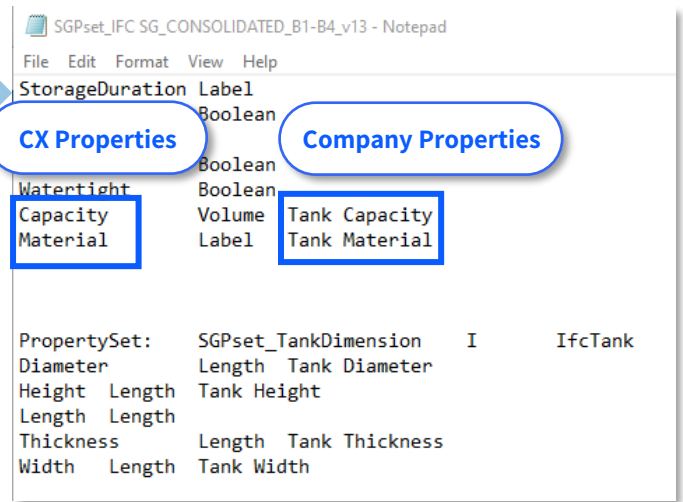 SGPset_IFC SG_CONSOLIDATED_B1-B4_v13 - Notepad
File Edit Format View Help
StorageDuration Label
Boolean
CX Properties
Company Properties
Boolean
Watertight Boolean
Capacity Volume Tank Capacity
Material Label Tank Material
PropertySet: SGPset_TankDimension I IfcTank
Diameter Length Tank Diameter
Height Length Tank Height
Length Length
Thickness Length Tank Thickness
Width Length Tank Width